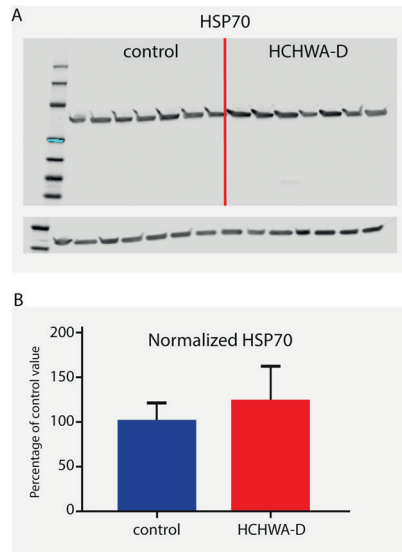 A
HSP70
control HCHWA-D
B
Normalized HSP70
Percentage of control value
200
150
100
50
0
control HCHWA-D